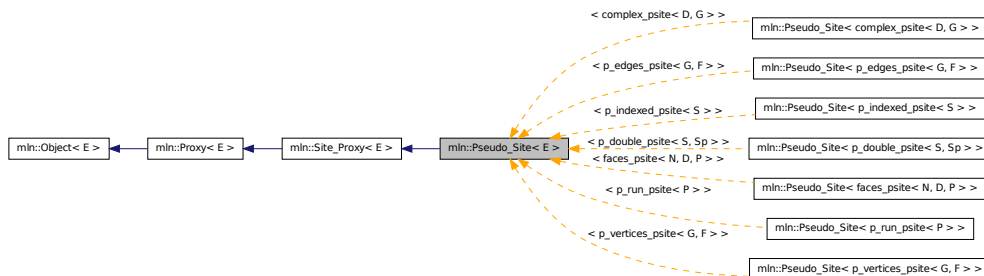 < complex_psite< D, G > >
mln::Pseudo_Site< complex_psite< D, G > >
< p_edges_psite< G, F > >
mln::Pseudo_Site< p_edges_psite< G, F > >
< p_indexed_psite< S > >
mln::Pseudo_Site< p_indexed_psite< S > >
mln::Object< E >
mln::Proxy< E >
mln::Site_Proxy< E >
mln::Pseudo_Site< E >
< p_double_psite< S, Sp > >
mln::Pseudo_Site< p_double_psite< S, Sp > >
< faces_psite< N, D, P > >
mln::Pseudo_Site< faces_psite< N, D, P > >
< p_run_psite< P > >
mln::Pseudo_Site< p_run_psite< P > >
< p_vertices_psite< G, F > >
mln::Pseudo_Site< p_vertices_psite< G, F > >